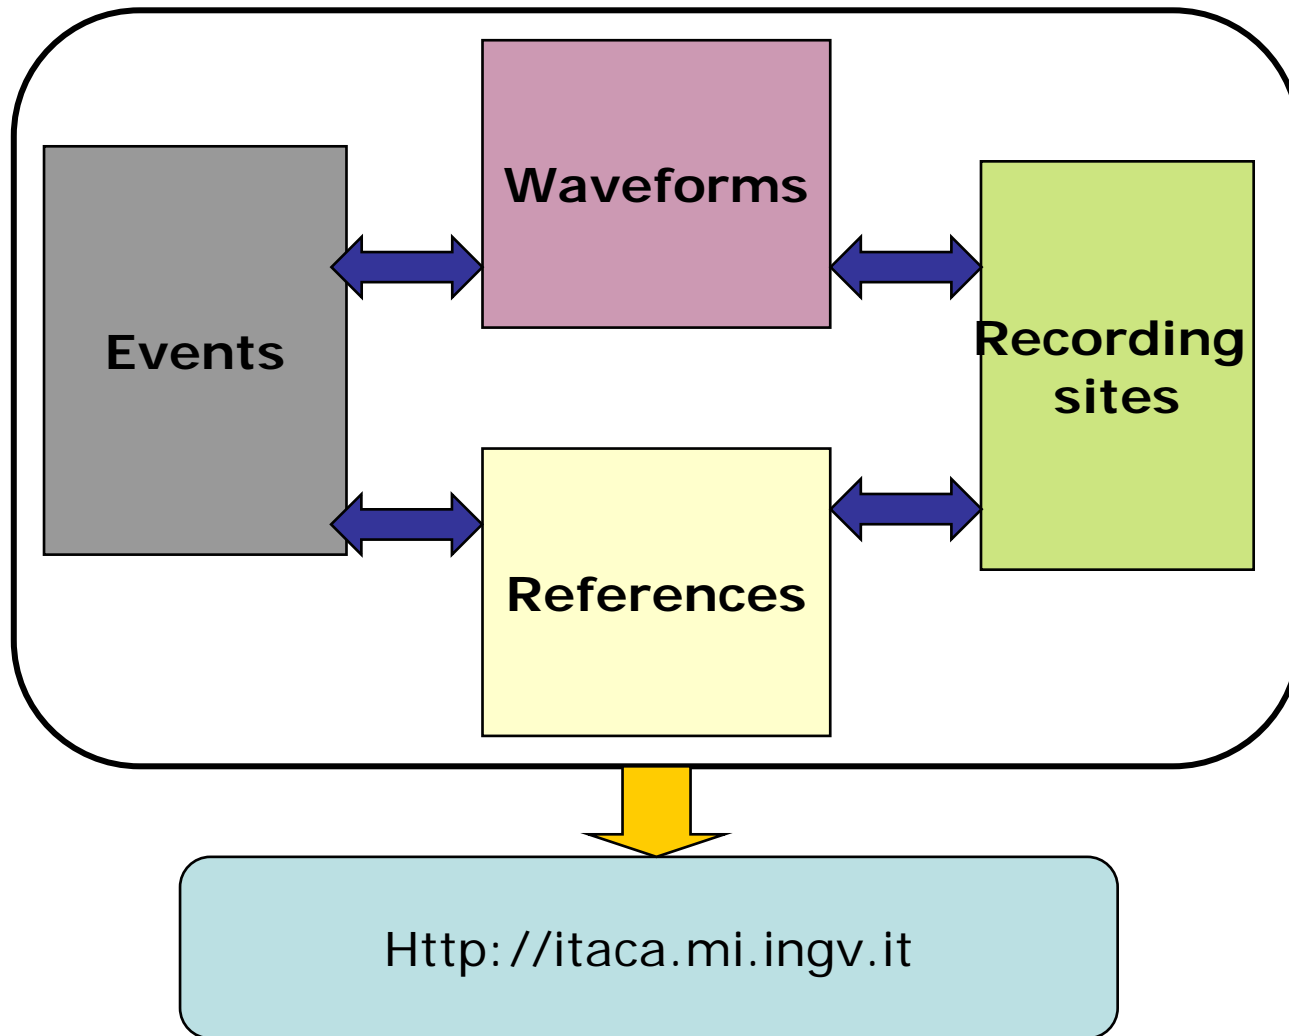 Waveforms
Events
Recording
sites
References
Http://itaca.mi.ingv.it